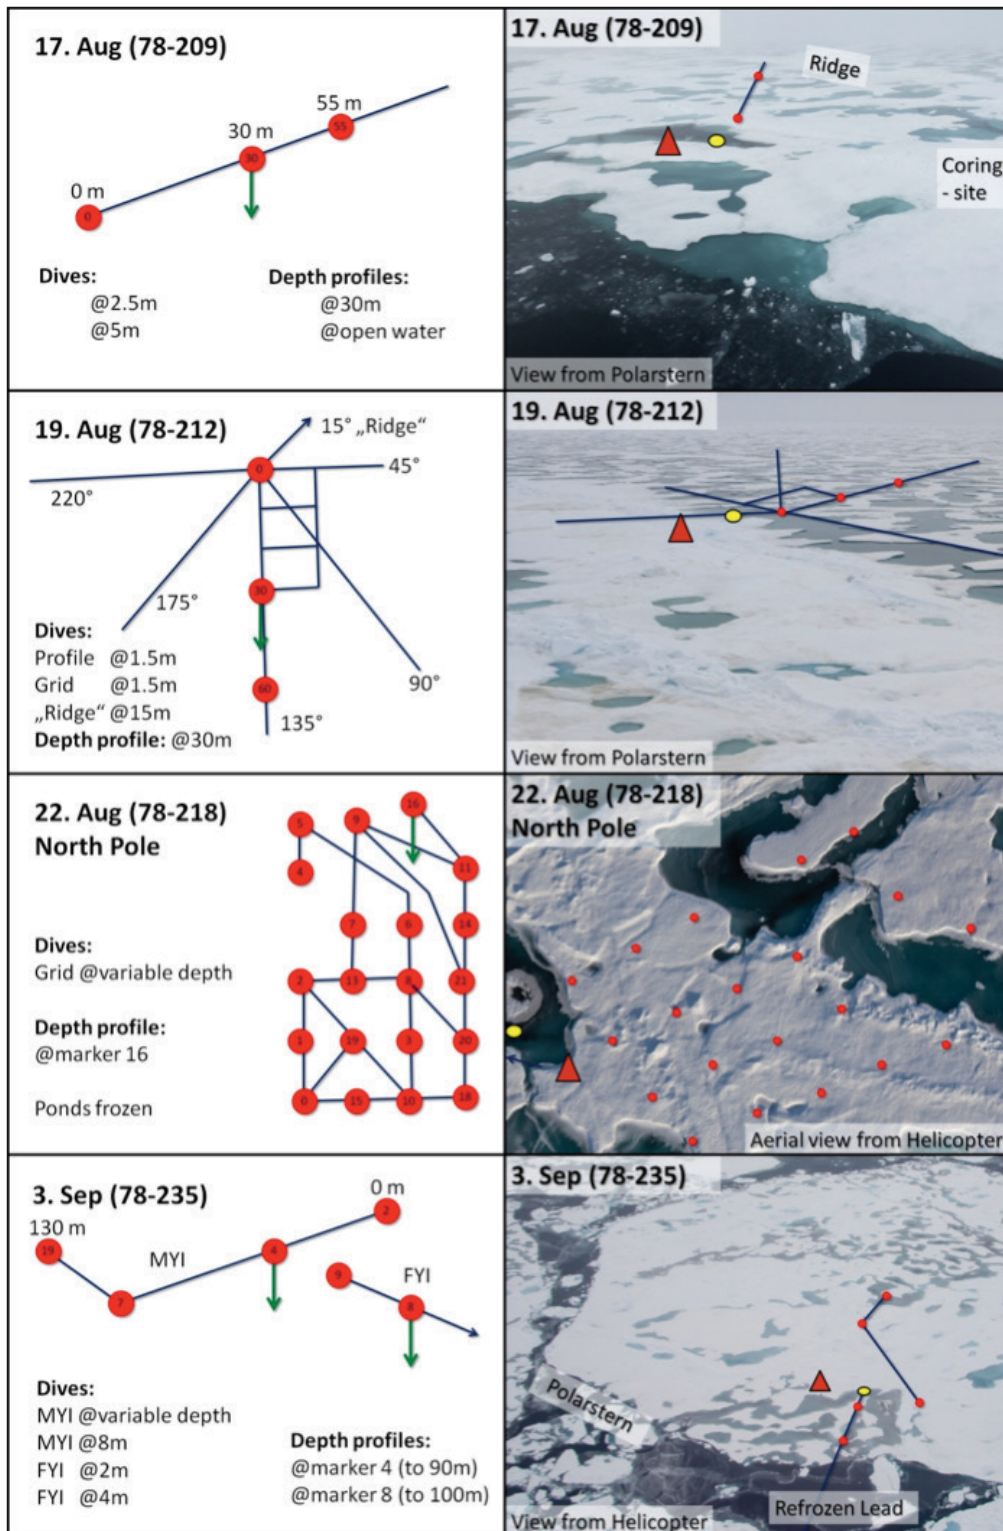 17. Aug (78-209)
55 m
55
30 m
30
0 m
0
Dives:
@2.5m
@5m
Depth profiles:
@30m
@open water
17. Aug (78-209)
Ridge
Coring
- site
View from Polarstern
19. Aug (78-212)
15° „Ridge“
0
45°
220°
30
175°
60
90°
135°
Dives:
Profile @1.5m
Grid @1.5m
„Ridge“ @15m
Depth profile: @30m
19. Aug (78-212)
View from Polarstern
22. Aug (78-218)
North Pole
16
5
9
4
11
7
6
14
2
13
8
21
1
19
3
20
0
15
10
18
Dives:
Grid @variable depth
Depth profile:
@marker 16
Ponds frozen
22. Aug (78-218)
North Pole
Aerial view from Helicopter
3. Sep (78-235)
0 m
2
130 m
19
MYI
4
7
9
FYI
8
Dives:
MYI @variable depth
MYI @8m
FYI @2m
FYI @4m
Depth profiles:
@marker 4 (to 90m)
@marker 8 (to 100m)
3. Sep (78-235)
Polarstern
Refrozen Lead
View from Helicopter